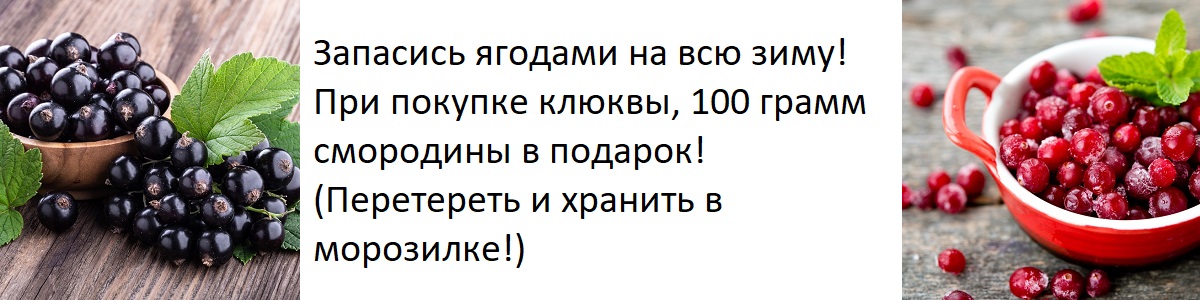 Запасись ягодами на всю зиму!
При покупке клюквы, 100 грамм
смородины в подарок!
(Перетереть и хранить в
морозилке!)